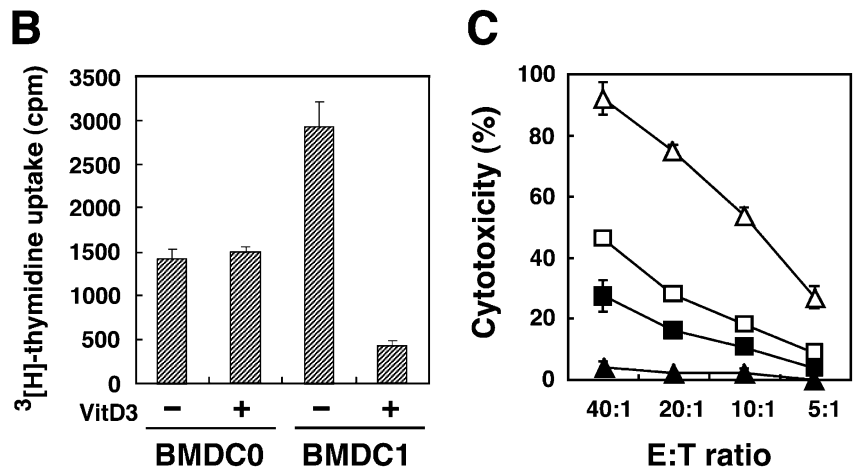 B
3[H]-thymidine uptake (cpm)
3500
3000
2500
2000
1500
1000
500
0
VitD3 − + − +
BMDC0 BMDC1
C
Cytotoxicity (%)
100
80
60
40
20
0
40:1 20:1 10:1 5:1
E:T ratio